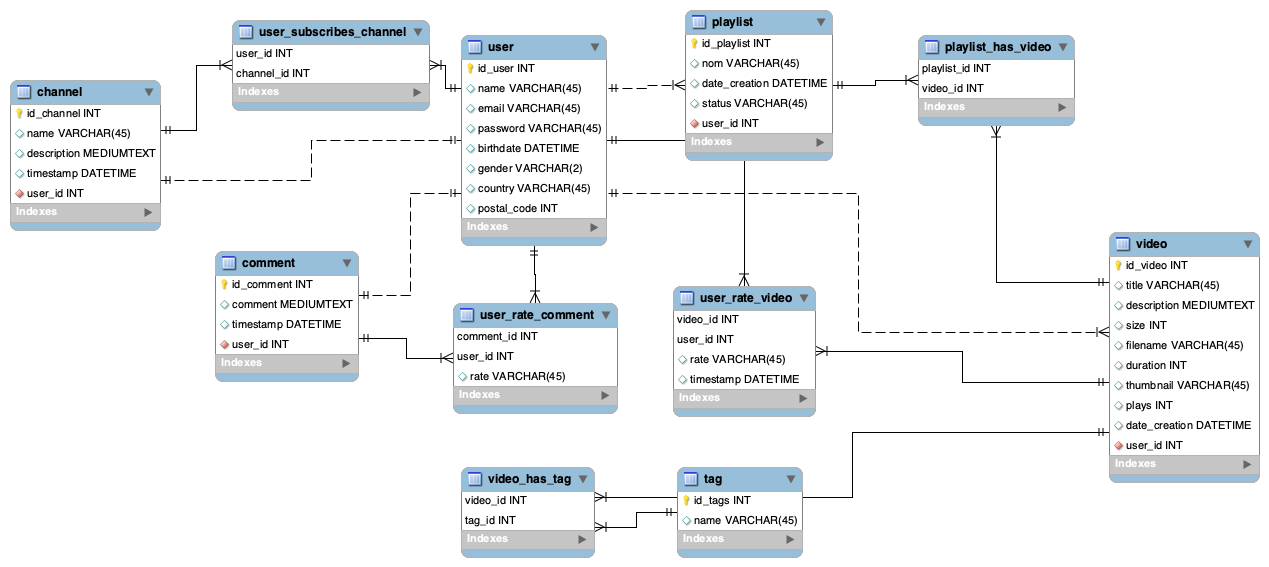 user_subscribes_channel
user_id INT
channel_id INT
Indexes
channel
id_channel INT
name VARCHAR(45)
description MEDIUMTEXT
timestamp DATETIME
user_id INT
Indexes
user
id_user INT
name VARCHAR(45)
email VARCHAR(45)
password VARCHAR(45)
birthdate DATETIME
gender VARCHAR(2)
country VARCHAR(45)
postal_code INT
Indexes
playlist
id_playlist INT
nom VARCHAR(45)
date_creation DATETIME
status VARCHAR(45)
user_id INT
Indexes
playlist_has_video
playlist_id INT
video_id INT
Indexes
comment
id_comment INT
comment MEDIUMTEXT
timestamp DATETIME
user_id INT
Indexes
user_rate_comment
comment_id INT
user_id INT
rate VARCHAR(45)
Indexes
user_rate_video
video_id INT
user_id INT
rate VARCHAR(45)
timestamp DATETIME
Indexes
video
id_video INT
title VARCHAR(45)
description MEDIUMTEXT
size INT
filename VARCHAR(45)
duration INT
thumbnail VARCHAR(45)
plays INT
date_creation DATETIME
user_id INT
Indexes
video_has_tag
video_id INT
tag_id INT
Indexes
tag
id_tags INT
name VARCHAR(45)
Indexes